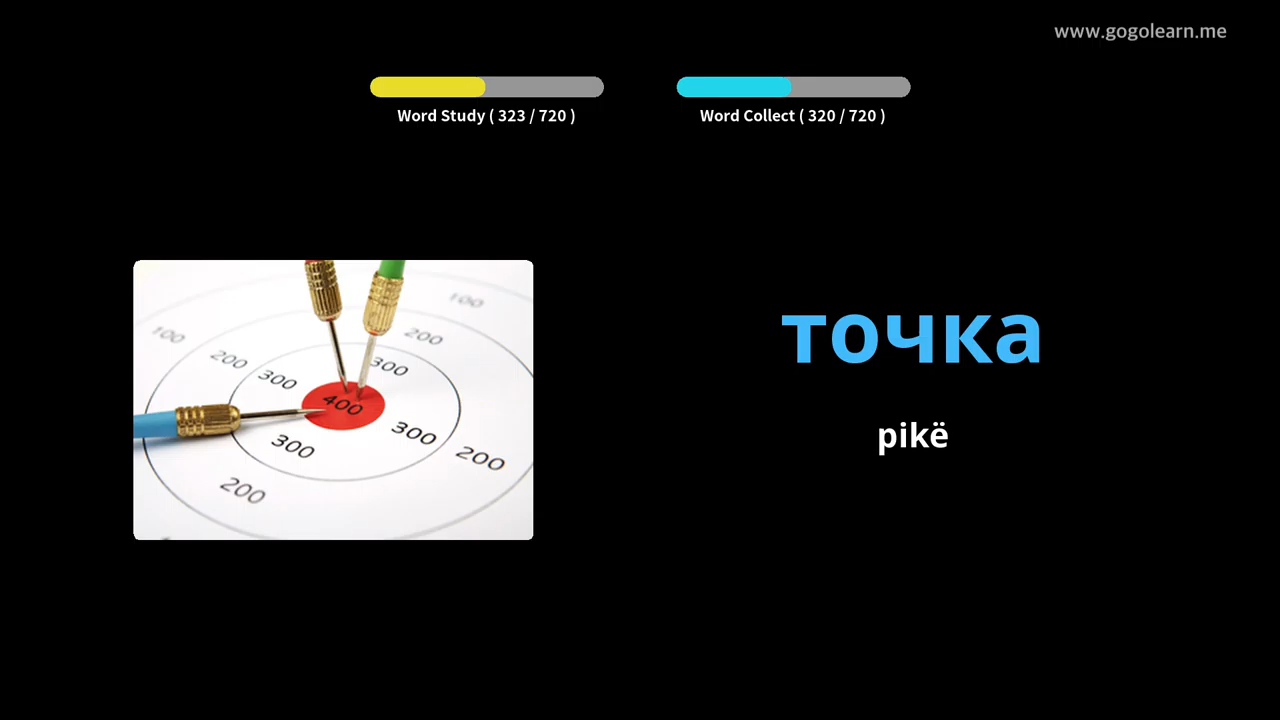 www.gogolearn.me
Word Study ( 323 / 720 )
Word Collect ( 320 / 720 )
100
100
200
200
300
300
400
300
300
200
200
точка
pikë